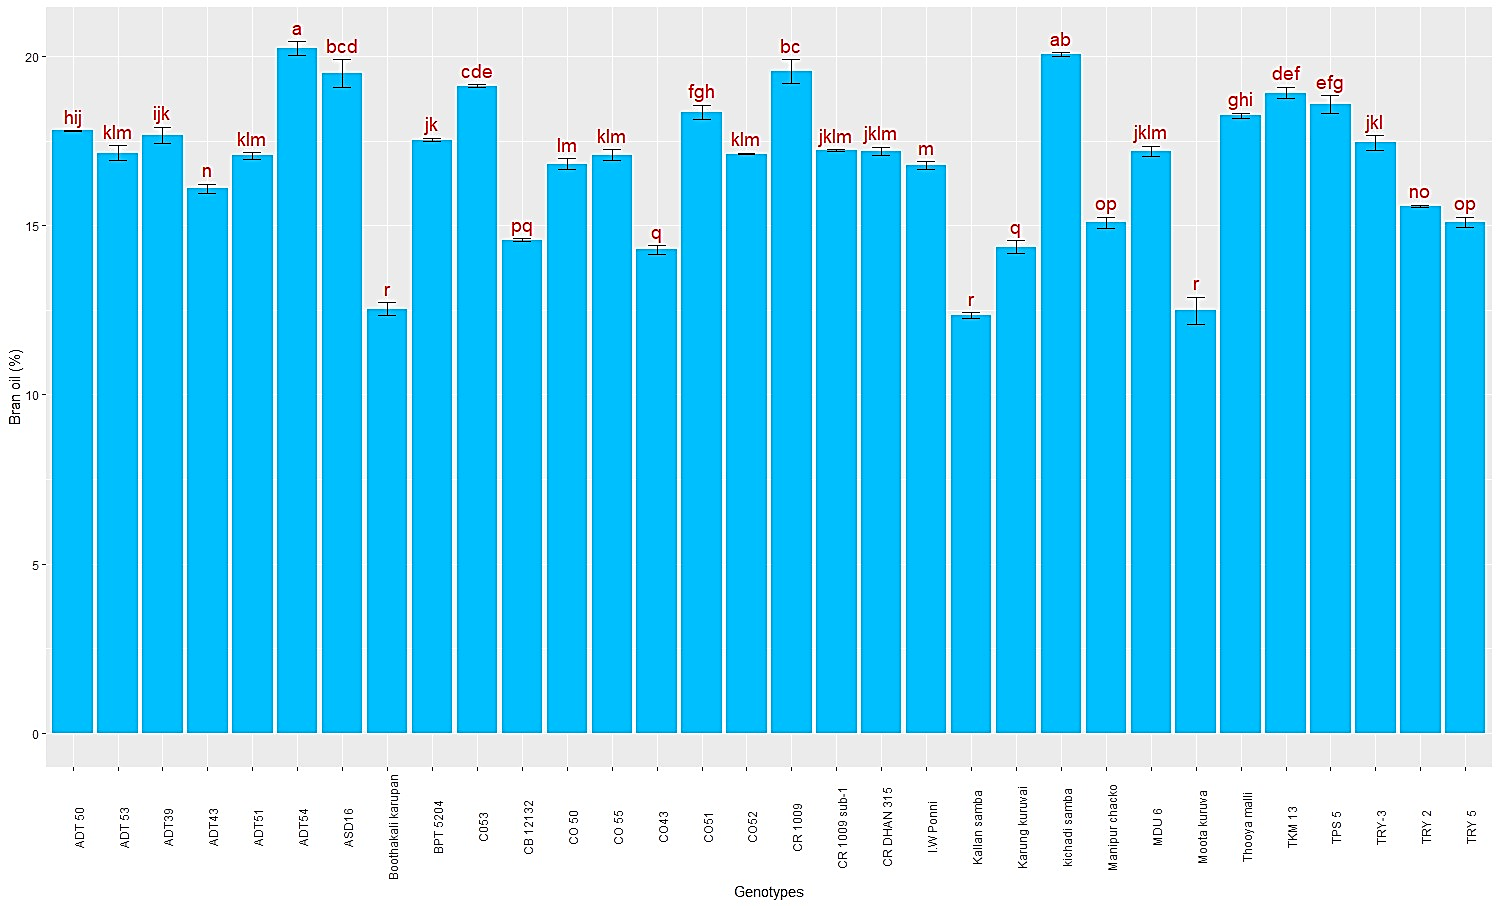 a
ab
bcd
bc
cde
def
efg
fgh
ghi
hij
klm
ijk
n
klm
r
jk
pq
lm
klm
q
klm
jklm
jklm
m
r
q
op
jklm
r
jkl
no
op
20
15
10
5
0
Bran oil (%)
ADT 50
ADT 53
ADT39
ADT43
ADT51
ADT54
ASD16
Boothakali karupan
BPT 5204
C053
CB 12132
CO 50
CO 55
CO43
CO51
CO52
CR 1009
CR 1009 sub-1
CR DHAN 315
I.W Ponni
Kallan samba
Karung kuruvai
kichadi samba
Manipur chacko
MDU 6
Moota kuruva
Thooya malli
TKM 13
TPS 5
TRY-3
TRY 2
TRY 5
Genotypes